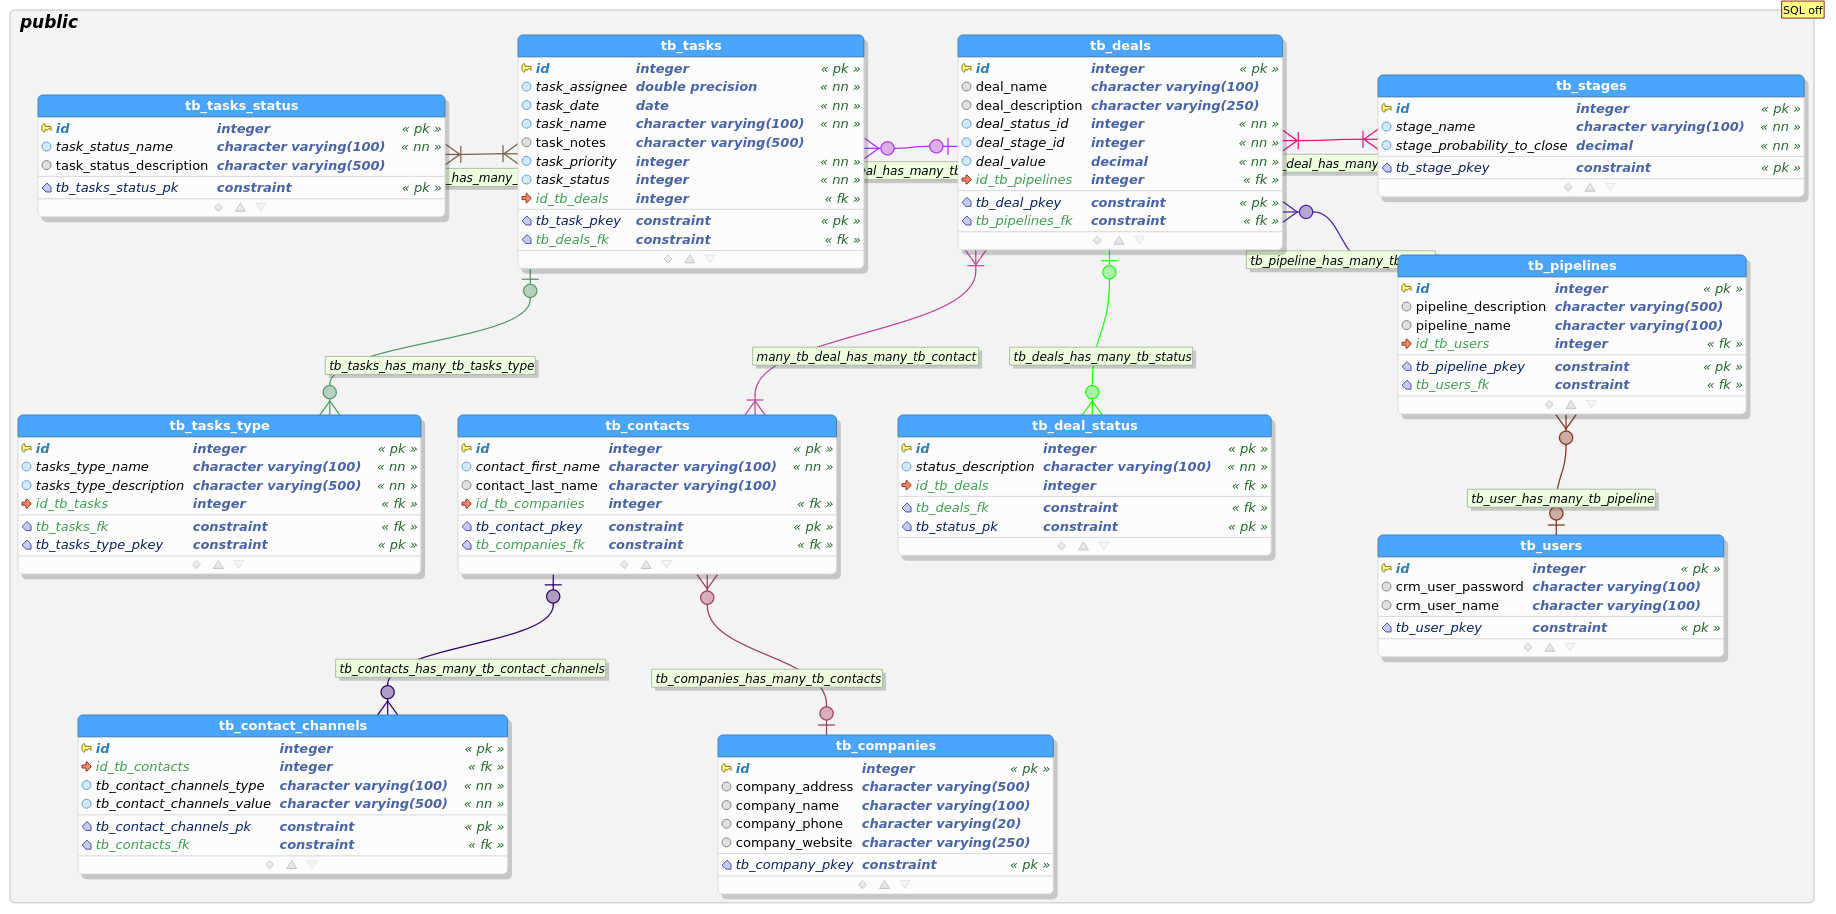 public
SQL off
tb_tasks
id integer « pk »
task_assignee double precision « nn »
task_date date « nn »
task_name character varying(100) « nn »
task_notes character varying(500)
task_priority integer « nn »
task_status integer « nn »
id_tb_deals integer « fk »
tb_task_pkey constraint « pk »
tb_deals_fk constraint « fk »
tb_deals
id integer « pk »
deal_name character varying(100)
deal_description character varying(250)
deal_status_id integer « nn »
deal_stage_id integer « nn »
deal_value decimal « nn »
id_tb_pipelines integer « fk »
tb_deal_pkey constraint « pk »
tb_pipelines_fk constraint « fk »
tb_stages
id integer « pk »
stage_name character varying(100) « nn »
stage_probability_to_close decimal « nn »
tb_stage_pkey constraint « pk »
tb_tasks_status
id integer « pk »
task_status_name character varying(100) « nn »
task_status_description character varying(500)
tb_tasks_status_pk constraint « pk »
_has_many_
eal_has_many_tb
deal_has_many
tb_pipeline_has_many_tb
tb_pipelines
id integer « pk »
pipeline_description character varying(500)
pipeline_name character varying(100)
id_tb_users integer « fk »
tb_pipeline_pkey constraint « pk »
tb_users_fk constraint « fk »
tb_tasks_has_many_tb_tasks_type
many_tb_deal_has_many_tb_contact
tb_deals_has_many_tb_status
tb_tasks_type
id integer « pk »
tasks_type_name character varying(100) « nn »
tasks_type_description character varying(500) « nn »
id_tb_tasks integer « fk »
tb_tasks_fk constraint « fk »
tb_tasks_type_pkey constraint « pk »
tb_contacts
id integer « pk »
contact_first_name character varying(100) « nn »
contact_last_name character varying(100)
id_tb_companies integer « fk »
tb_contact_pkey constraint « pk »
tb_companies_fk constraint « fk »
tb_deal_status
id integer « pk »
status_description character varying(100) « nn »
id_tb_deals integer « fk »
tb_deals_fk constraint « fk »
tb_status_pk constraint « pk »
tb_user_has_many_tb_pipeline
tb_users
id integer « pk »
crm_user_password character varying(100)
crm_user_name character varying(100)
tb_user_pkey constraint « pk »
tb_contacts_has_many_tb_contact_channels
tb_companies_has_many_tb_contacts
tb_contact_channels
id integer « pk »
id_tb_contacts integer « fk »
tb_contact_channels_type character varying(100) « nn »
tb_contact_channels_value character varying(500) « nn »
tb_contact_channels_pk constraint « pk »
tb_contacts_fk constraint « fk »
tb_companies
id integer « pk »
company_address character varying(500)
company_name character varying(100)
company_phone character varying(20)
company_website character varying(250)
tb_company_pkey constraint « pk »